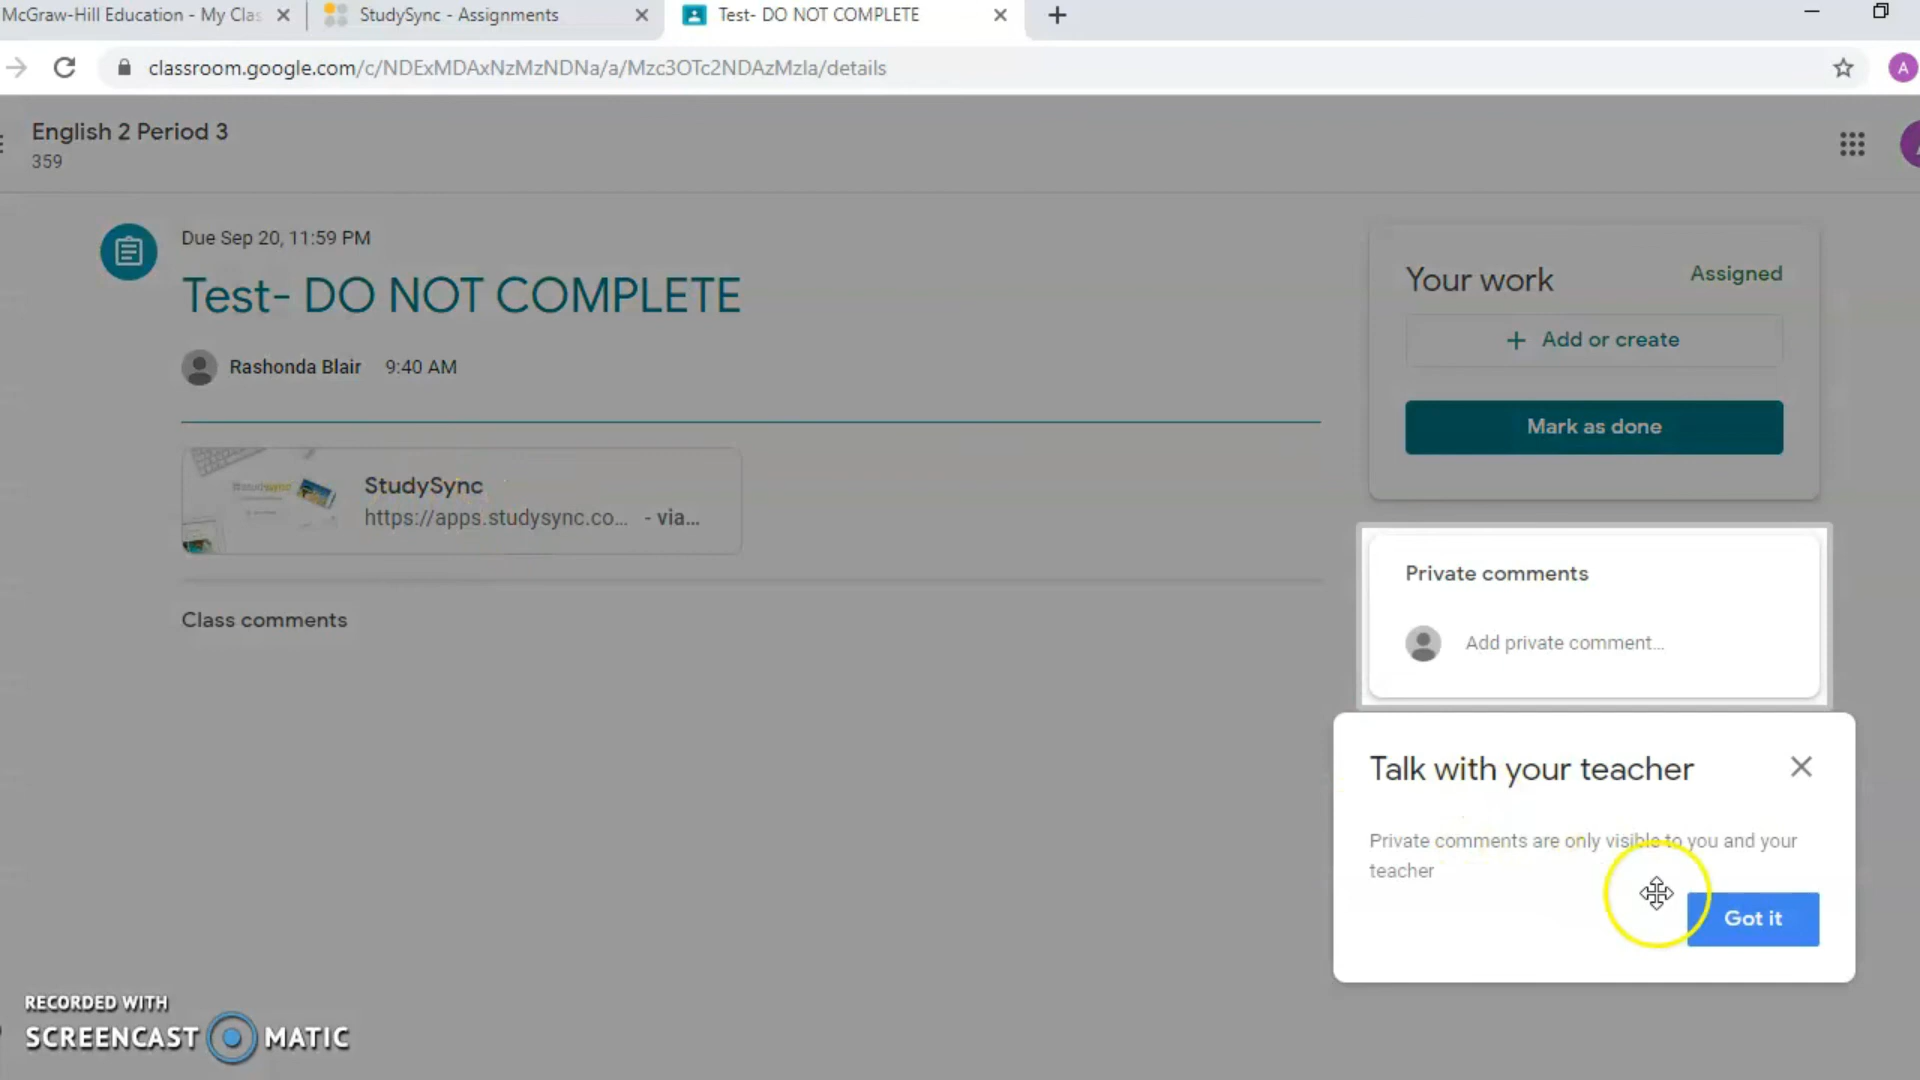 McGraw-Hill Education - My Clas
StudySync - Assignments
Test- DO NOT COMPLETE
classroom.google.com/c/NDExMDAxNzMzNDNa/a/Mzc3OTc2NDAzMzla/details
A
English 2 Period 3
359
Due Sep 20, 11:59 PM
Test- DO NOT COMPLETE
Rashonda Blair 9:40 AM
StudySync
https://apps.studysync.co... - via...
Class comments
Your work
Assigned
+ Add or create
Mark as done
Private comments
Add private comment...
Talk with your teacher
Private comments are only visible to you and your
teacher
Got it
RECORDED WITH
SCREENCAST MATIC